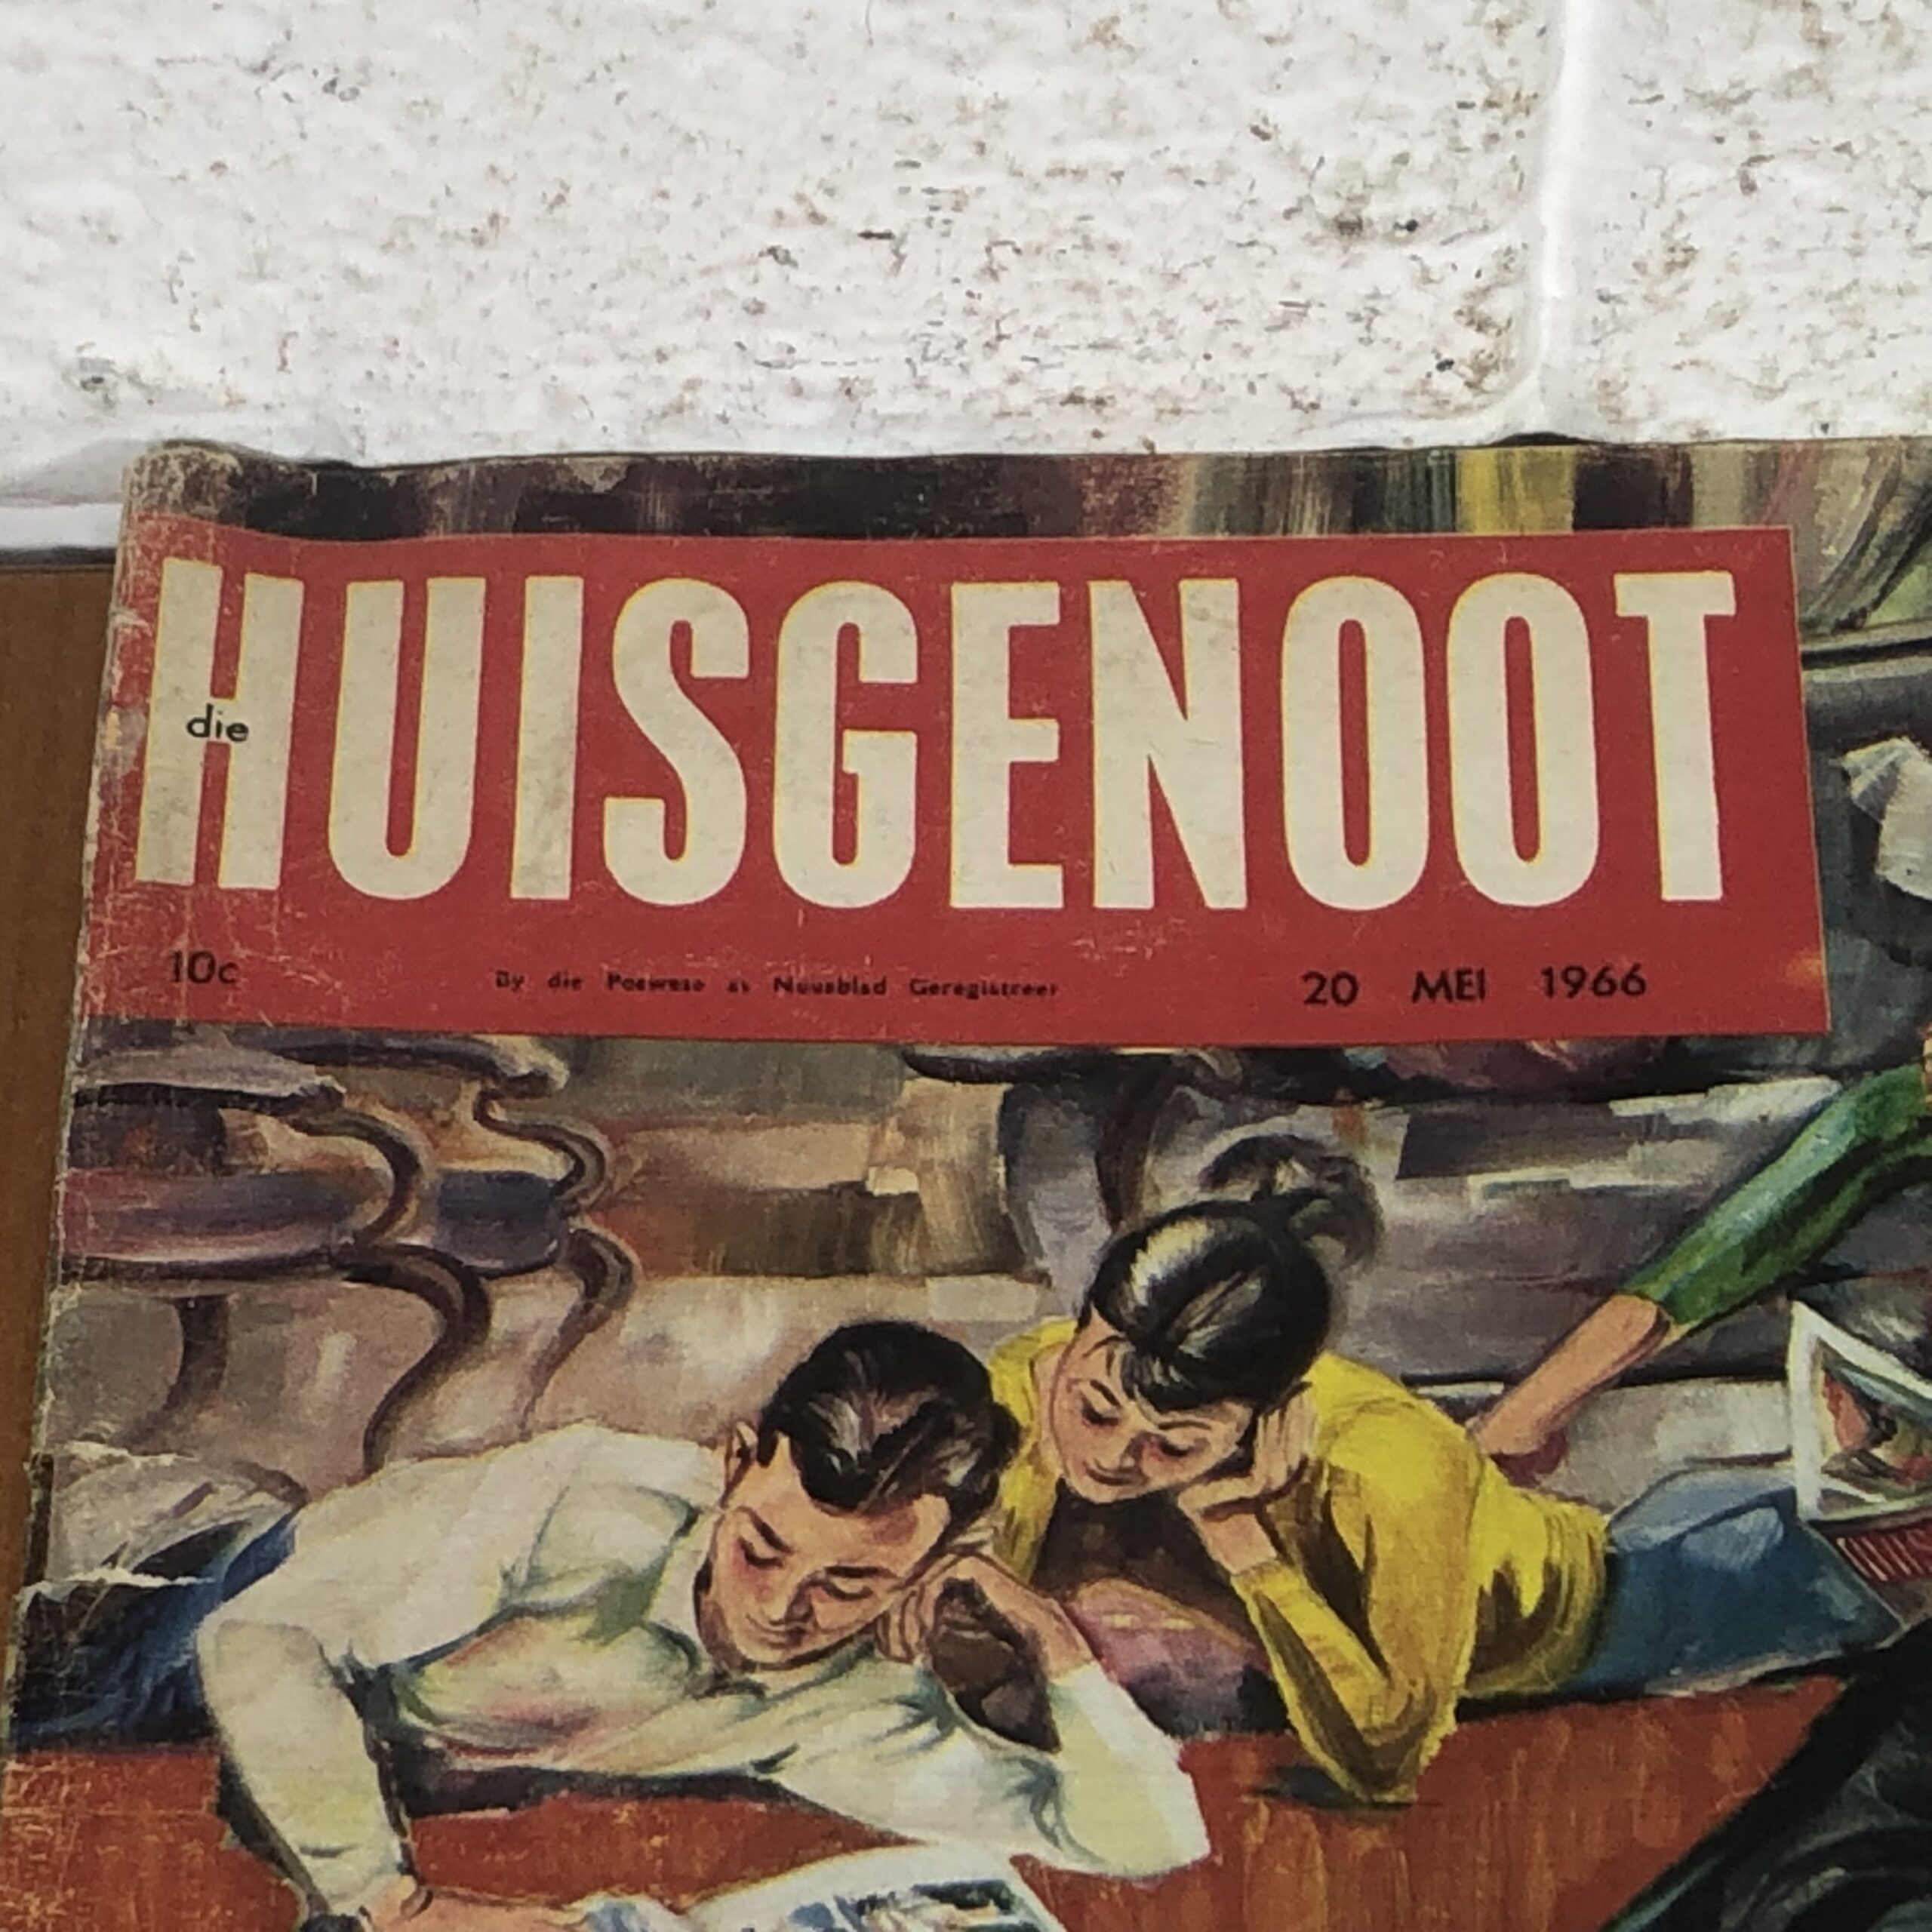 die
HUISGENOOT
10c By die Poswese as Nuusblad Geregistreer 20 MEI 1966